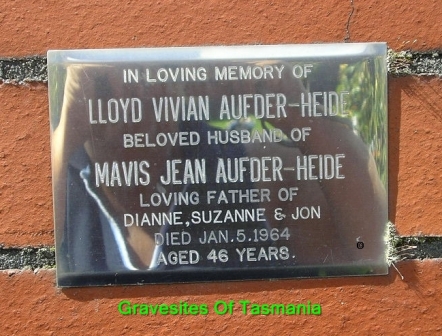 IN LOVING MEMORY OF
LLOYD VIVIAN AUFDER-HEIDE
BELOVED HUSBAND OF
MAVIS JEAN AUFDER-HEIDE
LOVING FATHER OF
DIANNE, SUZANNE & JON
DIED JAN. 5. 1964
AGED 46 YEARS.
Gravesites Of Tasmania